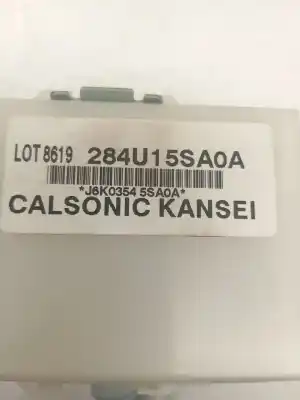 LOT 8619 284U15SA0A
*J6K0354 5SA0A*
CALSONIC KANSEI